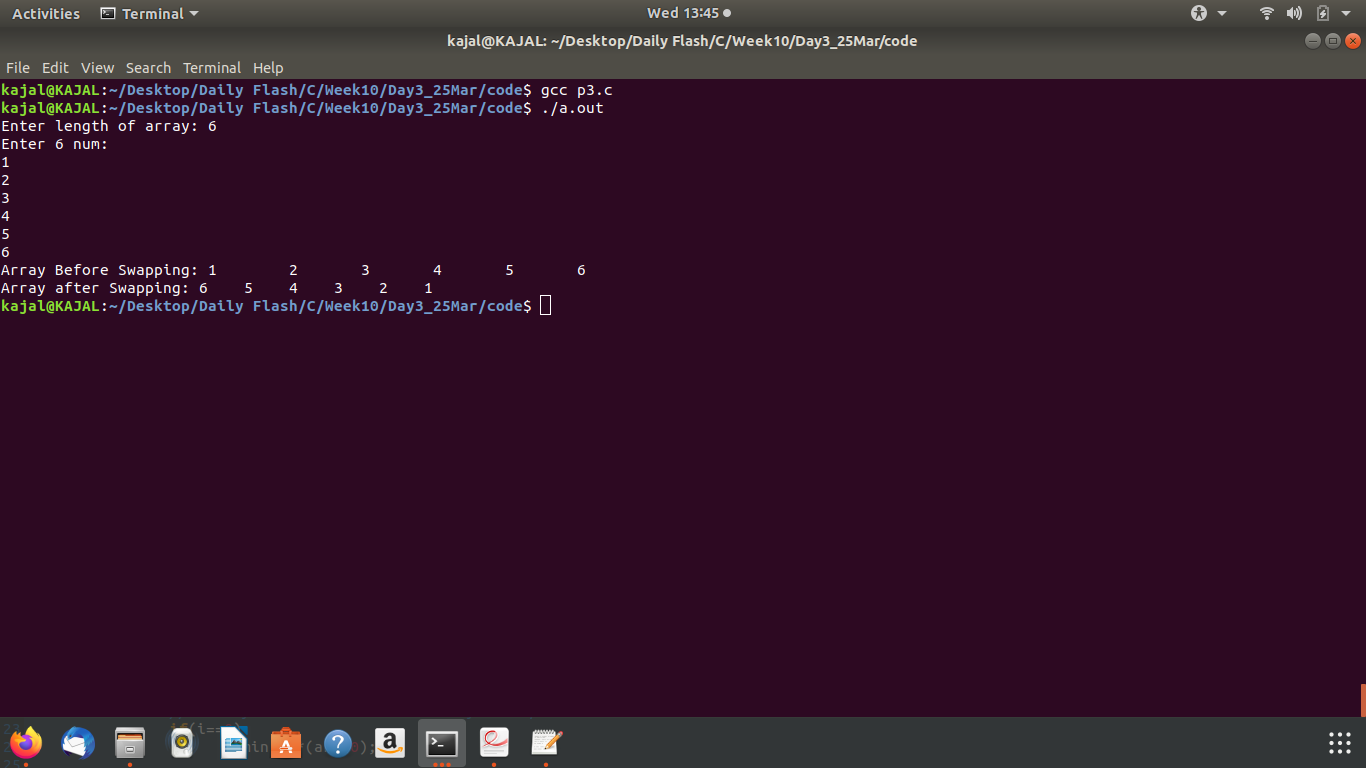 Activities Terminal Wed 13:45
kajal@KAJAL: ~/Desktop/Daily Flash/C/Week10/Day3_25Mar/code
File Edit View Search Terminal Help
kajal@KAJAL:~/Desktop/Daily Flash/C/Week10/Day3_25Mar/code$ gcc p3.c
kajal@KAJAL:~/Desktop/Daily Flash/C/Week10/Day3_25Mar/code$ ./a.out
Enter length of array: 6
Enter 6 num:
1
2
3
4
5
6
Array Before Swapping: 1 2 3 4 5 6
Array after Swapping: 6 5 4 3 2 1
kajal@KAJAL:~/Desktop/Daily Flash/C/Week10/Day3_25Mar/code$